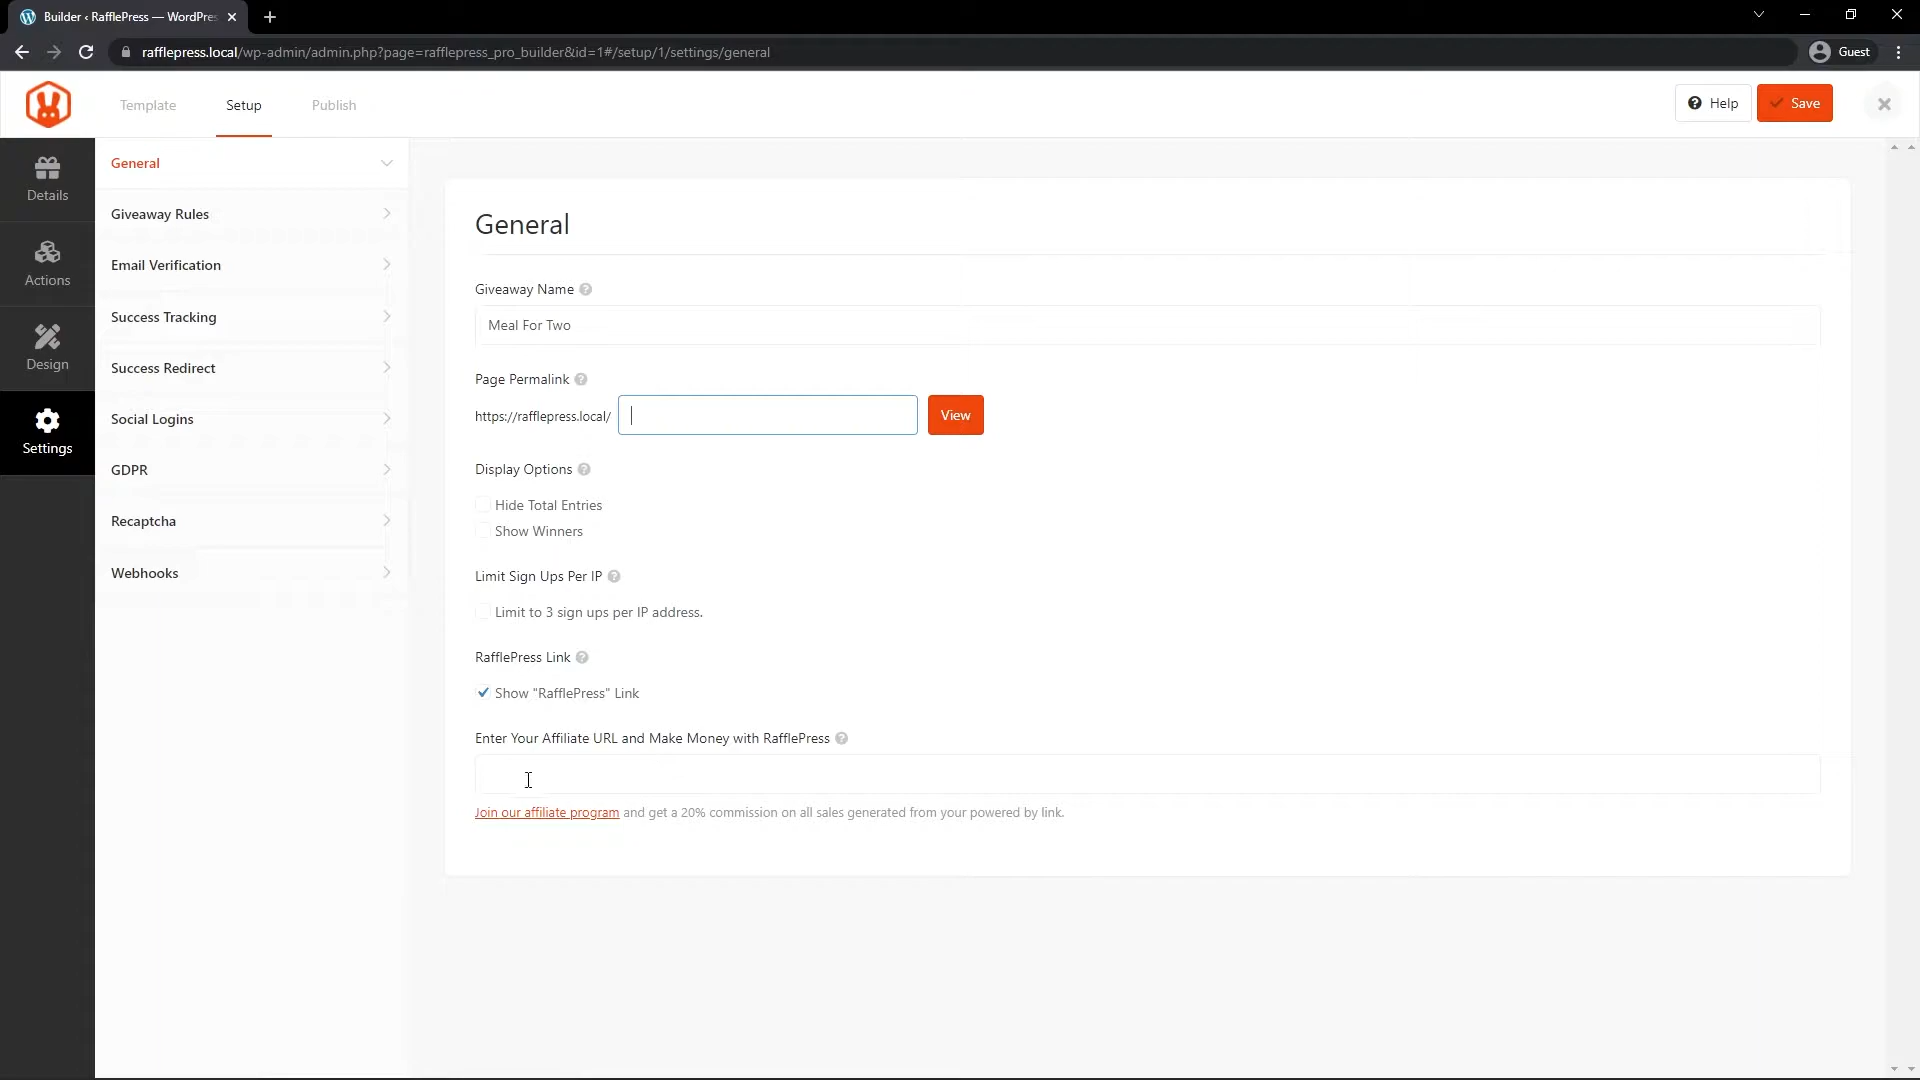 Builder ‹ RafflePress — WordPres
rafflepress.local/wp-admin/admin.php?page=rafflepress_pro_builder&id=1#/setup/1/settings/general
Guest
Template
Setup
Publish
Help
Save
Details
Actions
Design
Settings
General
Giveaway Rules
Email Verification
Success Tracking
Success Redirect
Social Logins
GDPR
Recaptcha
Webhooks
General
Giveaway Name
Meal For Two
Page Permalink
https://rafflepress.local/
View
Display Options
Hide Total Entries
Show Winners
Limit Sign Ups Per IP
Limit to 3 sign ups per IP address.
RafflePress Link
Show "RafflePress" Link
Enter Your Affiliate URL and Make Money with RafflePress
Join our affiliate program and get a 20% commission on all sales generated from your powered by link.